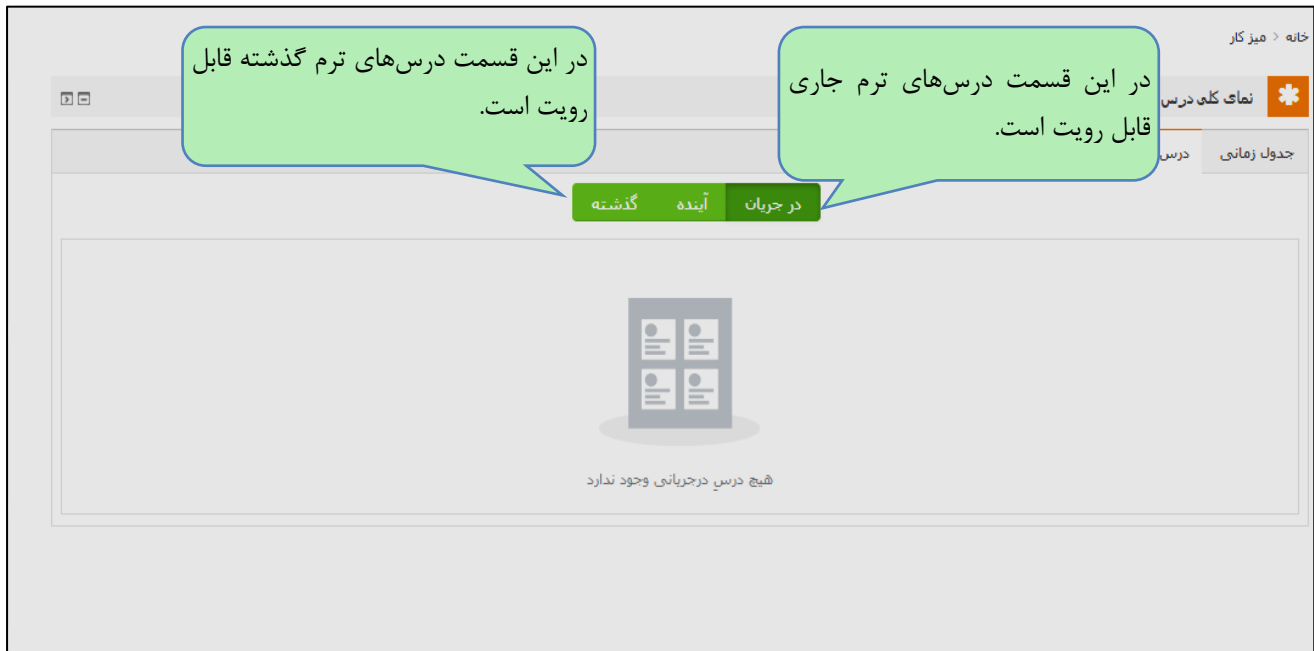 خانه > میز کار
در این قسمت درس‌های ترم گذشته قابل
رویت است.
در این قسمت درس‌های ترم جاری
قابل رویت است.
نمای کلی درس
جدول زمانی درس
در جریان آینده گذشته
هیچ درسِ درجریانی وجود ندارد